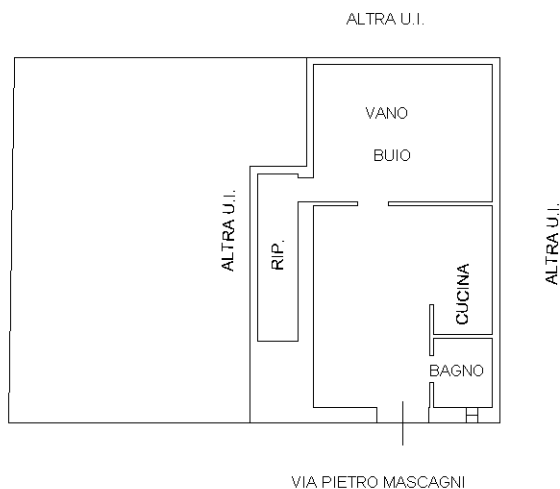 ALTRA U.I.
VANO
BUIO
ALTRA U.I.
RIP.
CUCINA
ALTRA U.I.
BAGNO
VIA PIETRO MASCAGNI